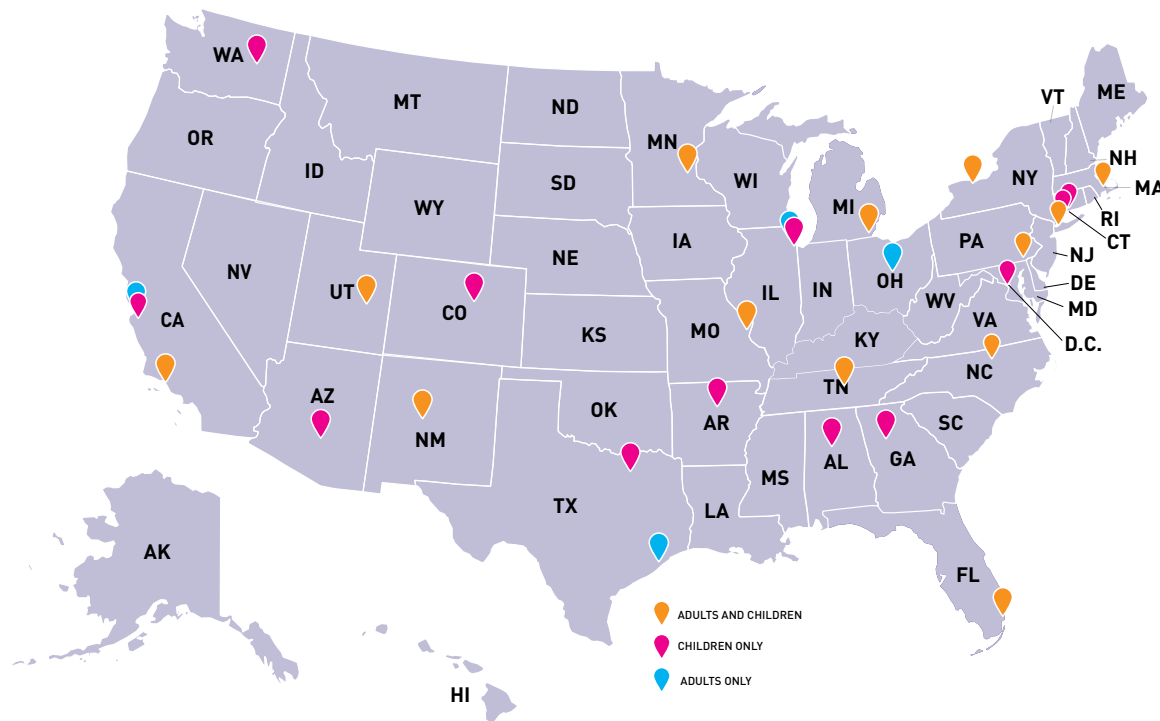 WA
MT
ND
MN
VT
ME
OR
ID
SD
WI
MI
NY
NH
MA
WY
IA
PA
RI
CT
NE
NJ
NV
UT
CO
IL
IN
OH
DE
CA
KS
MO
WV
MD
KY
VA
D.C.
AZ
NM
OK
AR
TN
NC
SC
TX
LA
MS
AL
GA
AK
FL
HI
ADULTS AND CHILDREN
CHILDREN ONLY
ADULTS ONLY